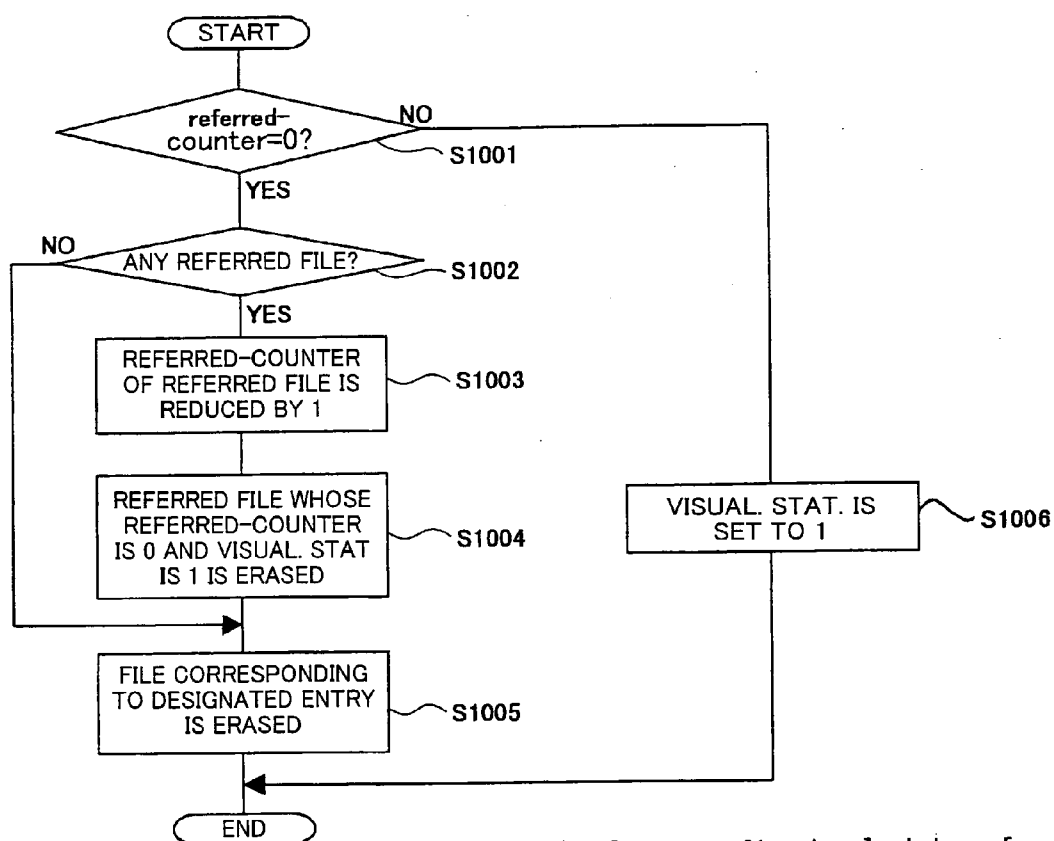 START
referred-
counter=0?
NO
S1001
YES
NO
ANY REFERRED FILE?
S1002
YES
REFERRED-COUNTER
OF REFERRED FILE IS
REDUCED BY 1
S1003
REFERRED FILE WHOSE
REFERRED-COUNTER
IS 0 AND VISUAL. STAT
IS 1 IS ERASED
S1004
VISUAL. STAT. IS
SET TO 1
S1006
FILE CORRESPONDING
TO DESIGNATED ENTRY
IS ERASED
S1005
END